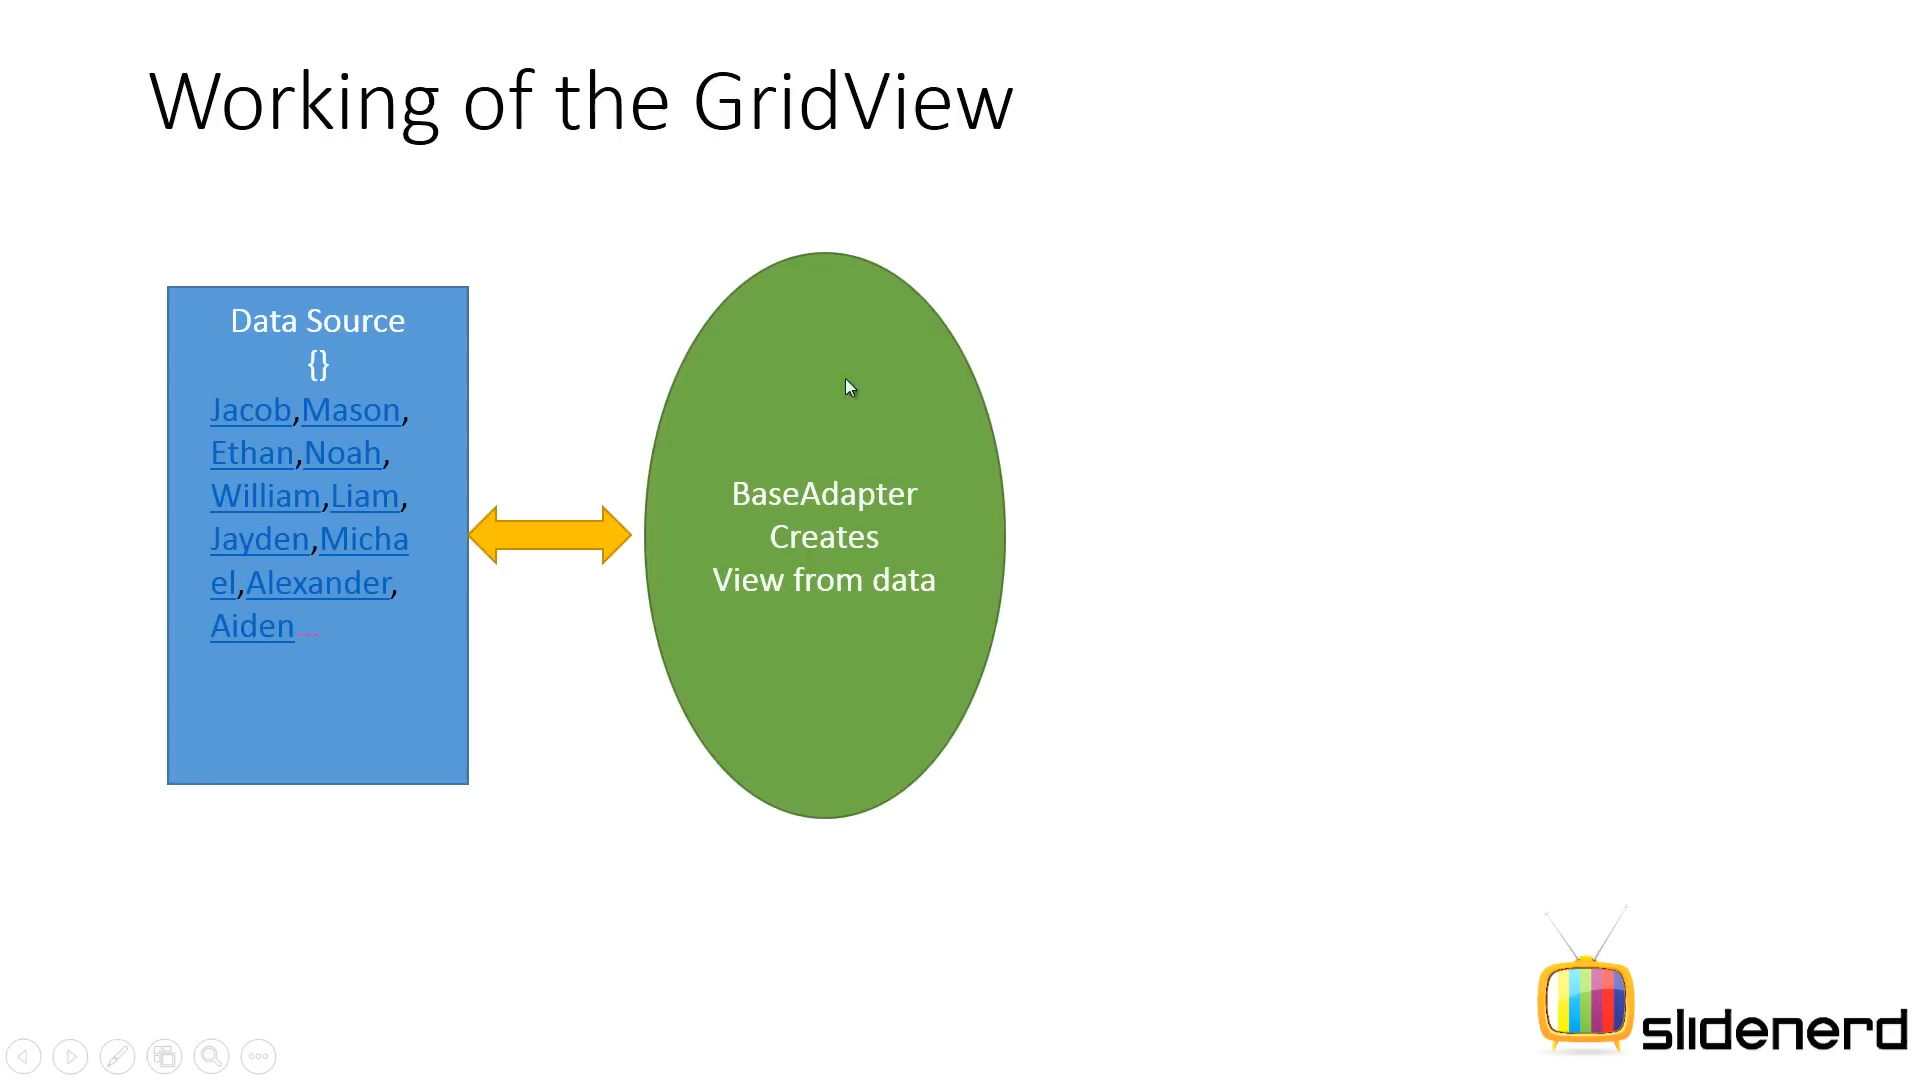 Working of the GridView
Data Source
{}
Jacob,Mason,
Ethan,Noah,
William,Liam,
Jayden,Micha
el,Alexander,
Aiden...
BaseAdapter
Creates
View from data
slidenerd